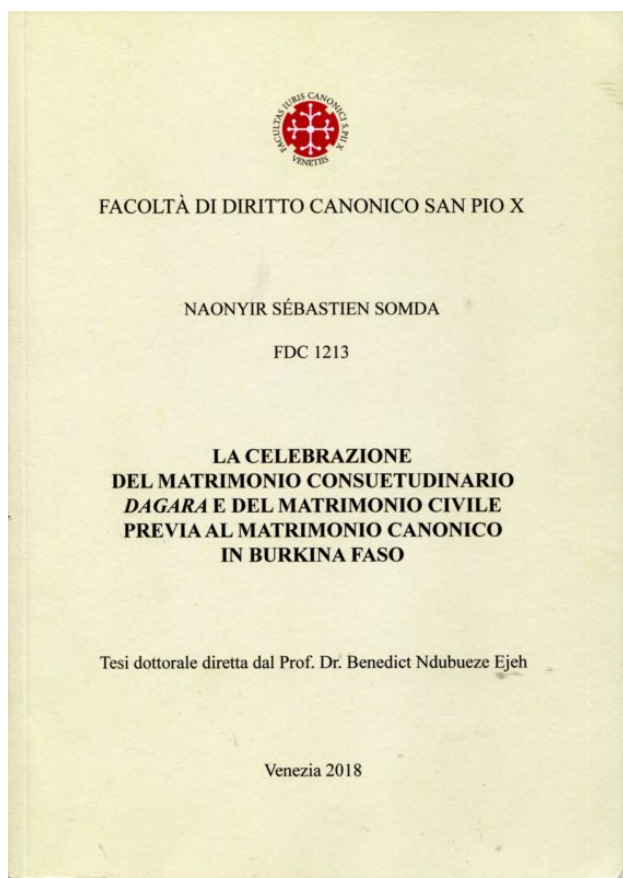 FACULTAS IURIS CANONICI S. PII X
VENETIIS
FACOLTÀ DI DIRITTO CANONICO SAN PIO X
NAONYIR SÉBASTIEN SOMDA
FDC 1213
LA CELEBRAZIONE
DEL MATRIMONIO CONSUETUDINARIO
DAGARA E DEL MATRIMONIO CIVILE
PREVIA AL MATRIMONIO CANONICO
IN BURKINA FASO
Tesi dottorale diretta dal Prof. Dr. Benedict Ndubueze Ejeh
Venezia 2018